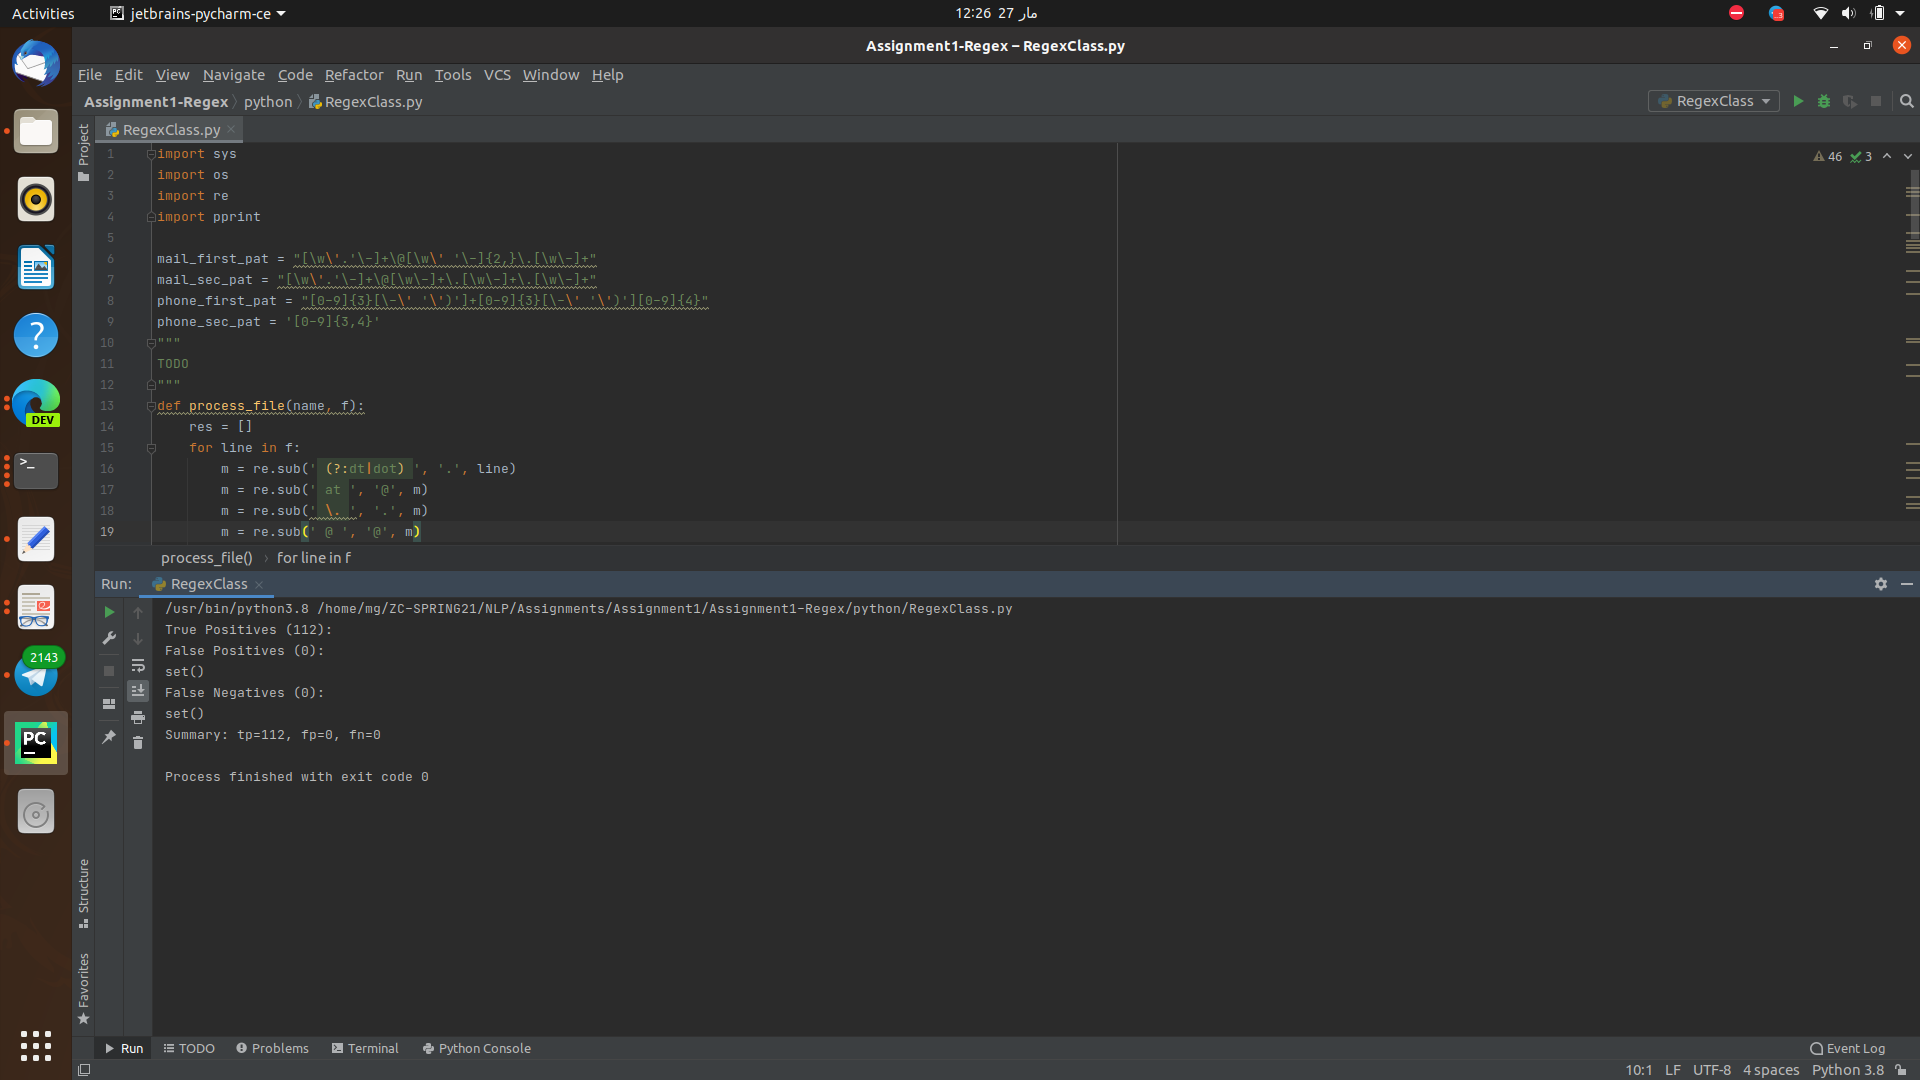 Activities jetbrains-pycharm-ce 12:26 27 مار 3
Assignment1-Regex – RegexClass.py
File Edit View Navigate Code Refactor Run Tools VCS Window Help
Assignment1-Regex python RegexClass.py RegexClass
Project
RegexClass.py
46 3
1 import sys
2 import os
3 import re
4 import pprint
5
6 mail_first_pat = "[\w\'.'\-]+\@[\w\' '\-]{2,}\.[\w\-]+"
7 mail_sec_pat = "[\w\'.'\-]+\@[\w\-]+\.[\w\-]+\.[\w\-]+"
8 phone_first_pat = "[0-9]{3}[\-\' '\')']+[0-9]{3}[\-\' '\')'][0-9]{4}"
9 phone_sec_pat = '[0-9]{3,4}'
10 """
11 TODO
12 """
13 def process_file(name, f):
14 res = []
15 for line in f:
16 m = re.sub(' (?:dt|dot) ', '.', line)
17 m = re.sub(' at ', '@', m)
18 m = re.sub(' \. ', '.', m)
19 m = re.sub(' @ ', '@', m)
process_file() for line in f
Run: RegexClass
/usr/bin/python3.8 /home/mg/ZC-SPRING21/NLP/Assignments/Assignment1/Assignment1-Regex/python/RegexClass.py
True Positives (112):
False Positives (0):
set()
False Negatives (0):
set()
Summary: tp=112, fp=0, fn=0
Process finished with exit code 0
DEV
2143
PC
Structure
Favorites
Run TODO Problems Terminal Python Console Event Log
10:1 LF UTF-8 4 spaces Python 3.8